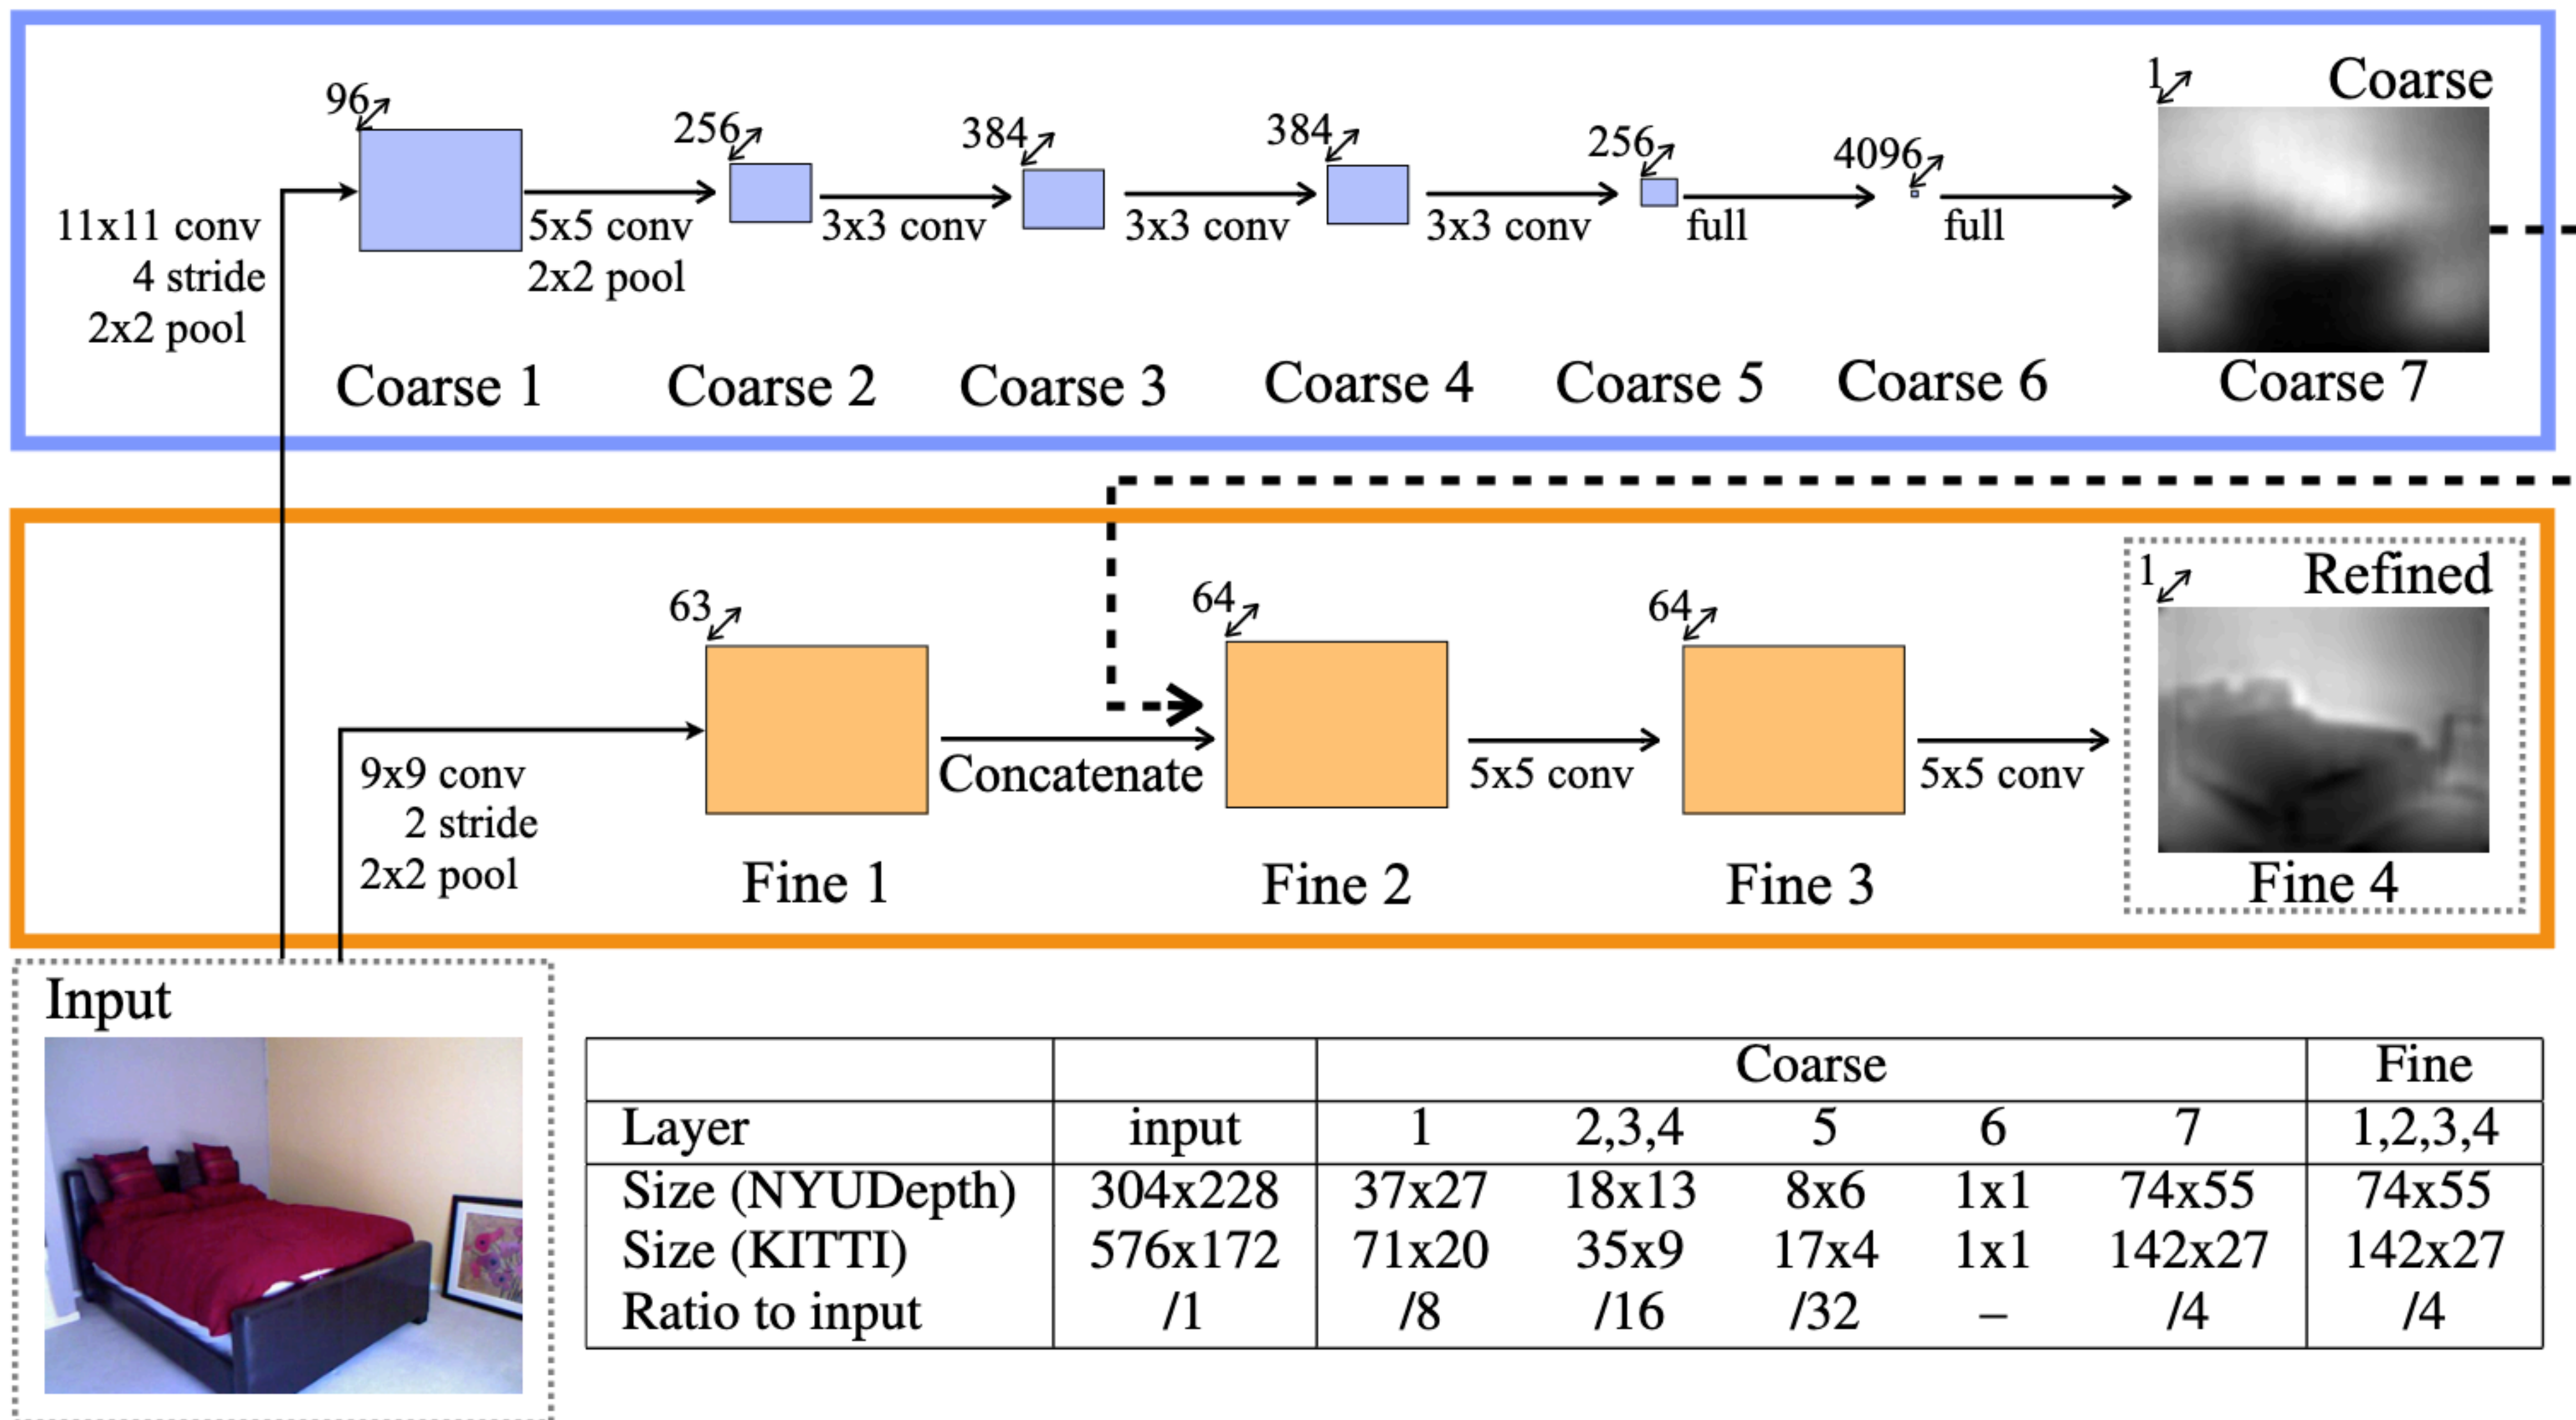 Coarse
1
96
256
384
384
256
4096
11x11 conv
4 stride
2x2 pool
5x5 conv
2x2 pool
3x3 conv
3x3 conv
3x3 conv
full
full
Coarse 1
Coarse 2
Coarse 3
Coarse 4
Coarse 5
Coarse 6
Coarse 7
Refined
1
63
64
64
9x9 conv
2 stride
2x2 pool
Concatenate
5x5 conv
5x5 conv
Fine 1
Fine 2
Fine 3
Fine 4
Input
Coarse Fine
Layer input 1 2,3,4 5 6 7 1,2,3,4
Size (NYUDepth) 304x228 37x27 18x13 8x6 1x1 74x55 74x55
Size (KITTI) 576x172 71x20 35x9 17x4 1x1 142x27 142x27
Ratio to input /1 /8 /16 /32 – /4 /4